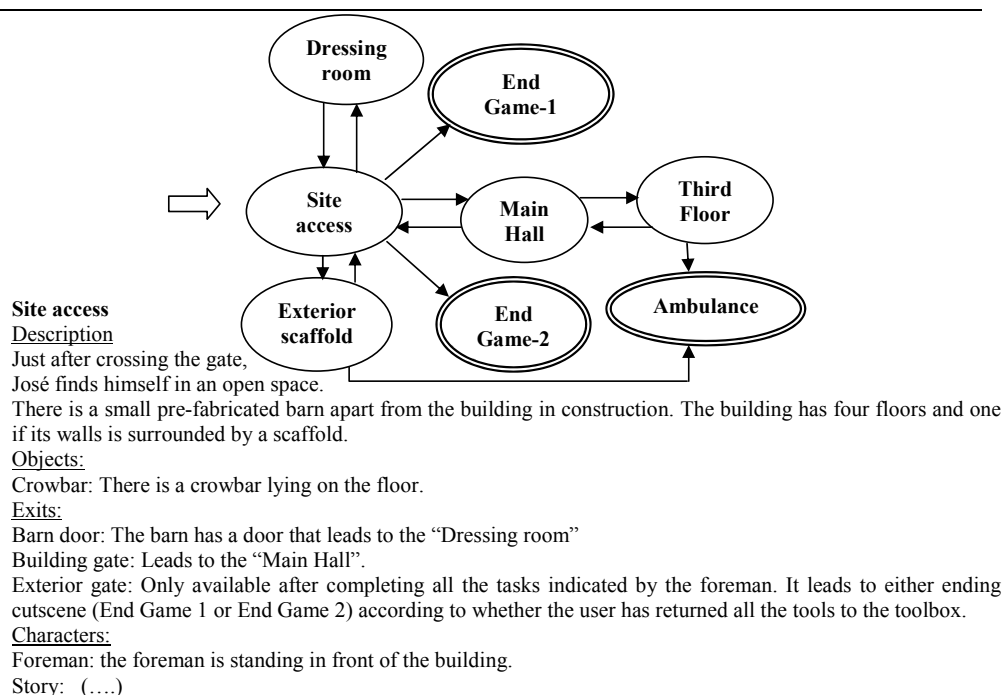 Dressing
room
End
Game-1
Site
access
Main
Hall
Third
Floor
Exterior
scaffold
End
Game-2
Ambulance
Site access
Description
Just after crossing the gate,
José finds himself in an open space.
There is a small pre-fabricated barn apart from the building in construction. The building has four floors and one
if its walls is surrounded by a scaffold.
Objects:
Crowbar: There is a crowbar lying on the floor.
Exits:
Barn door: The barn has a door that leads to the “Dressing room”
Building gate: Leads to the “Main Hall”.
Exterior gate: Only available after completing all the tasks indicated by the foreman. It leads to either ending
cutscene (End Game 1 or End Game 2) according to whether the user has returned all the tools to the toolbox.
Characters:
Foreman: the foreman is standing in front of the building.
Story: (….)